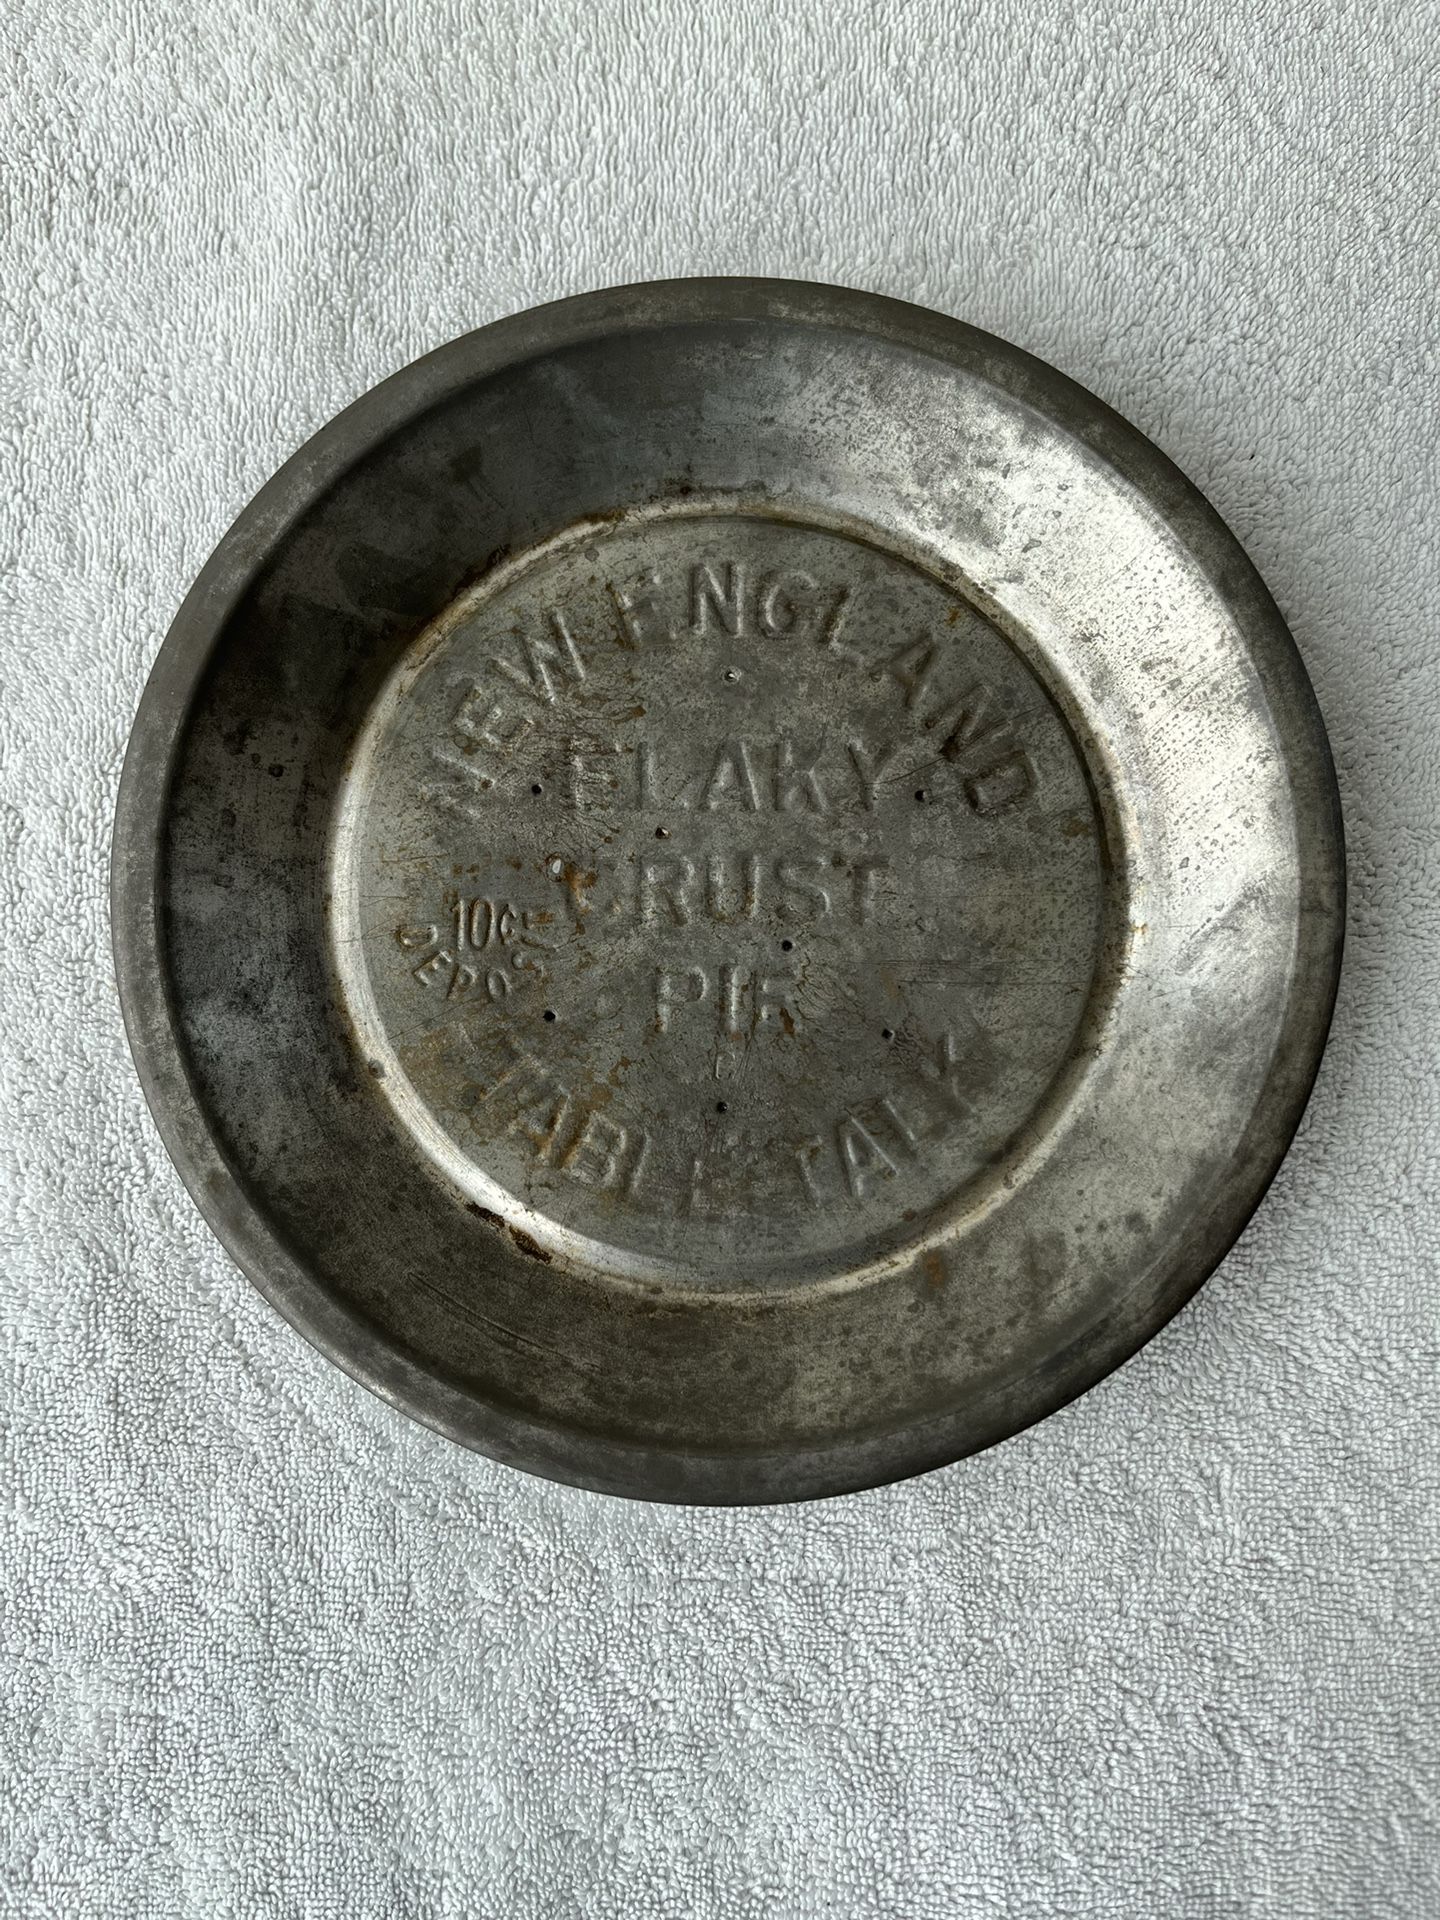 NEW ENGLAND
FLAKY
CRUST
PIE
10¢
DEPOSIT
TABLE TALK